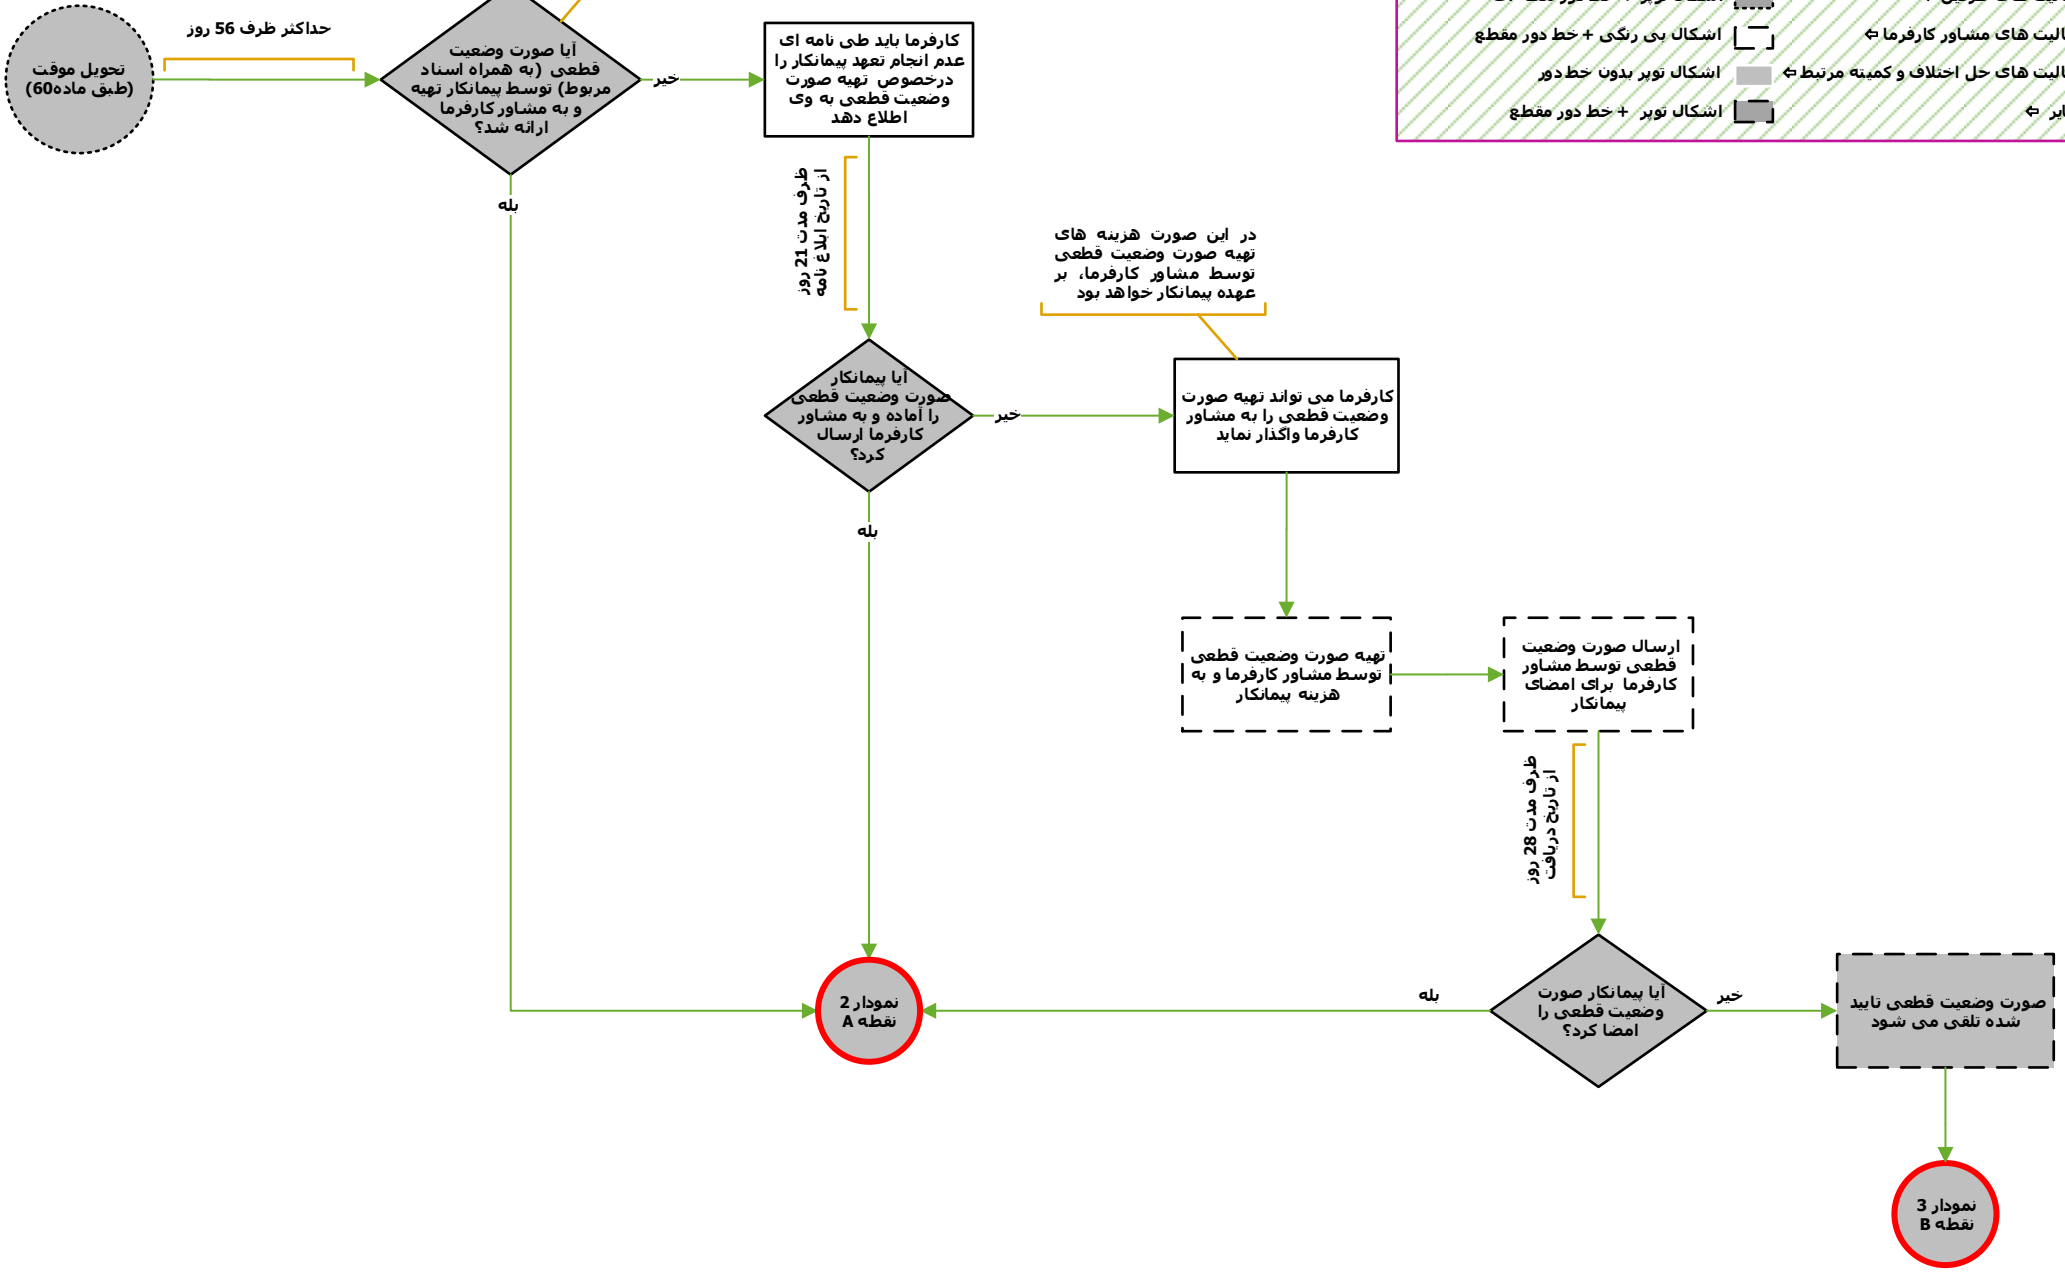 تحویل موقت
(طبق ماده60)
حداکثر ظرف 56 روز
آیا صورت وضعیت
قطعی (به همراه اسناد
مربوط) توسط پیمانکار تهیه
و به مشاور کارفرما
ارائه شد؟
خیر
بله
کارفرما باید طی نامه ای
عدم انجام تعهد پیمانکار را
درخصوص تهیه صورت
وضعیت قطعی به وی
اطلاع دهد
اشکال بی رنگی + خط دور مقطع
های مشاور کارفرما ⇐
اشکال توپر بدون خط دور
های حل اختلاف و کمیته مرتبط ⇐
اشکال توپر + خط دور مقطع
ظرف مدت 21 روز
از تاریخ ابلاغ نامه
آیا پیمانکار
صورت وضعیت قطعی
را آماده و به مشاور
کارفرما ارسال
کرد؟
خیر
بله
در این صورت هزینه های
تهیه صورت وضعیت قطعی
توسط مشاور کارفرما، بر
عهده پیمانکار خواهد بود
کارفرما می تواند تهیه صورت
وضعیت قطعی را به مشاور
کارفرما واگذار نماید
تهیه صورت وضعیت قطعی
توسط مشاور کارفرما و به
هزینه پیمانکار
ارسال صورت وضعیت
قطعی توسط مشاور
کارفرما برای امضای
پیمانکار
ظرف مدت 28 روز
از تاریخ دریافت
آیا پیمانکار صورت
وضعیت قطعی را
امضا کرد؟
بله
خیر
نمودار 2
نقطه A
صورت وضعیت قطعی تایید
شده تلقی می شود
نمودار 3
نقطه B